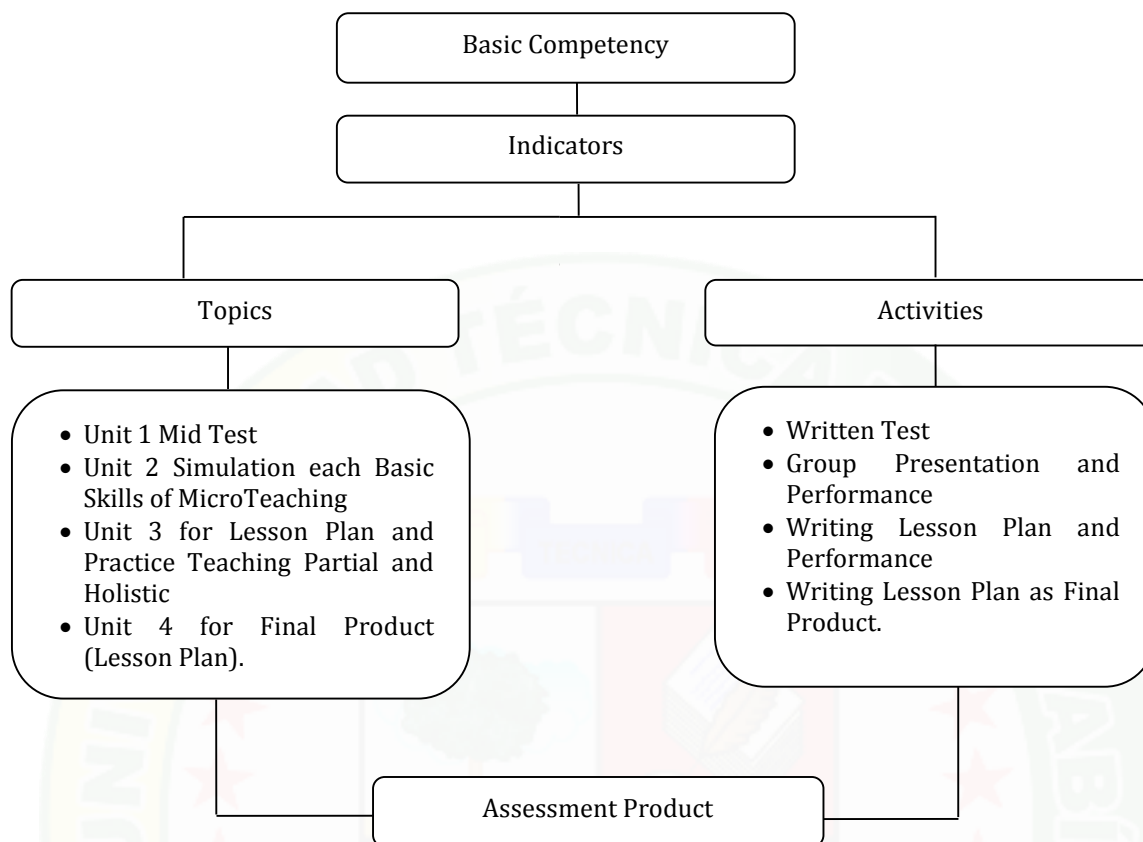 Basic Competency
Indicators
Topics
Activities
• Unit 1 Mid Test
• Unit 2 Simulation each Basic
Skills of MicroTeaching
• Unit 3 for Lesson Plan and
Practice Teaching Partial and
Holistic
• Unit 4 for Final Product
(Lesson Plan).
• Written Test
• Group Presentation and
Performance
• Writing Lesson Plan and
Performance
• Writing Lesson Plan as Final
Product.
Assessment Product
TÉCNICA